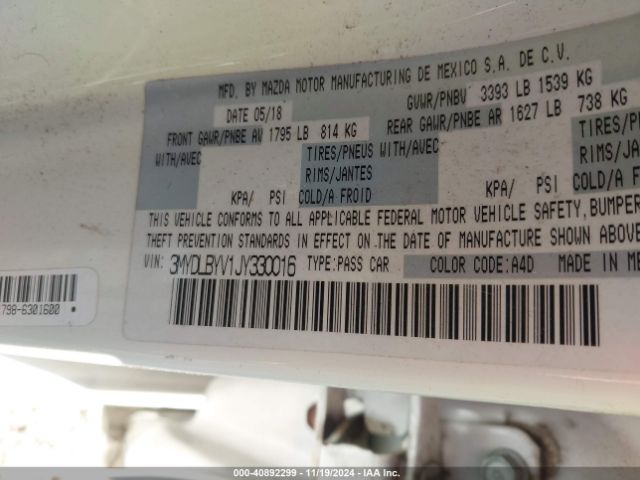 MFD. BY MAZDA MOTOR MANUFACTURING DE MEXICO S.A. DE C.V.
DATE 05/18 GVWR/PNBV 3393 LB 1539 KG
FRONT GAWR/PNBE AV 1795 LB 814 KG REAR GAWR/PNBE AR 1627 LB 738 KG
WITH/AVEC TIRES/PNEUS WITH/AVEC TIRES/PN
RIMS/JANTES RIMS/JAN
KPA/ PSI COLD/A FROID KPA/ PSI COLD/A
THIS VEHICLE CONFORMS TO ALL APPLICABLE FEDERAL MOTOR VEHICLE SAFETY, BUMPER
THEFT PREVENTION STANDARDS IN EFFECT ON THE DATE OF MANUFACTURE SHOWN ABOVE
VIN: 3MYDLBYV1JY330016 TYPE: PASS CAR COLOR CODE: A4D MADE IN ME
798-6301600
000-40892299 - 11/19/2024 - IAA Inc.